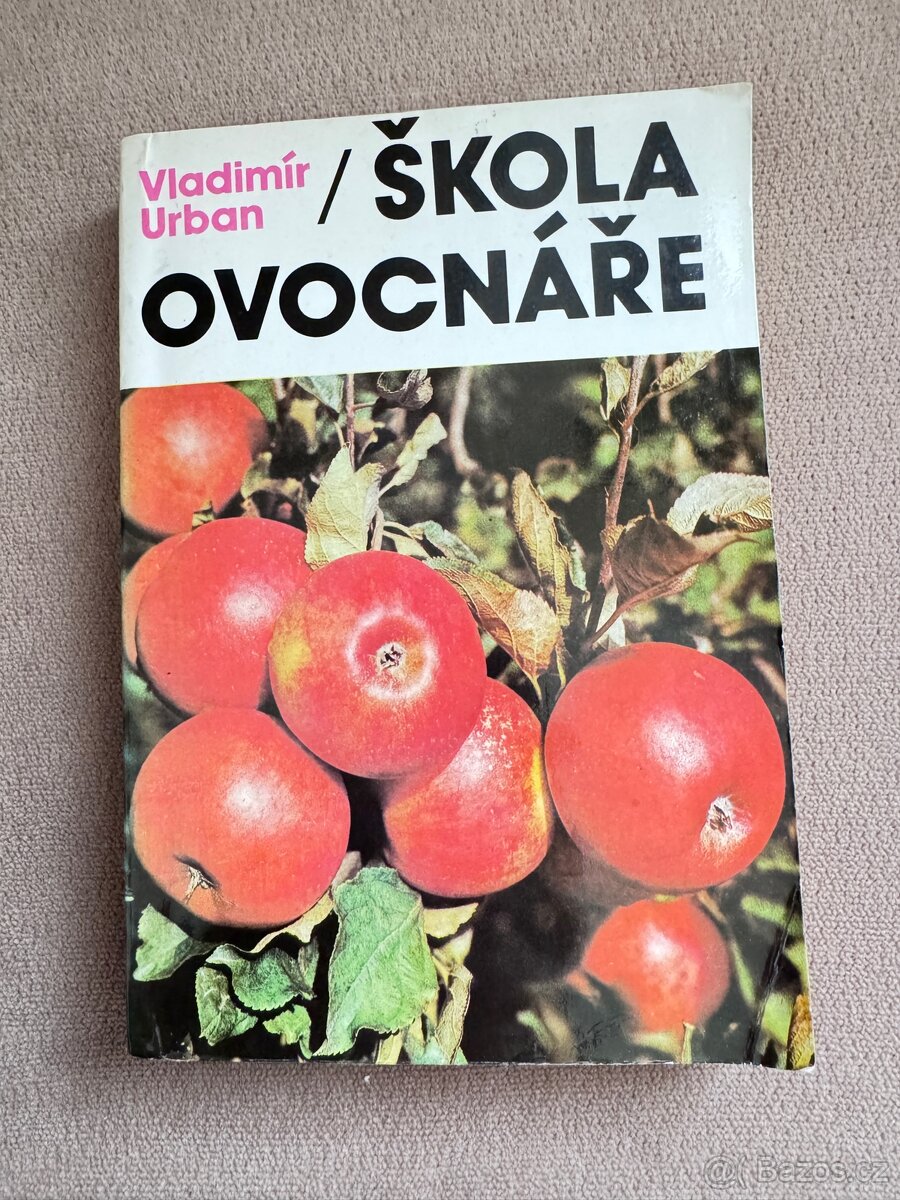 Vladimír
Urban
/ ŠKOLA
OVOCNÁŘE
@ Bazos.cz